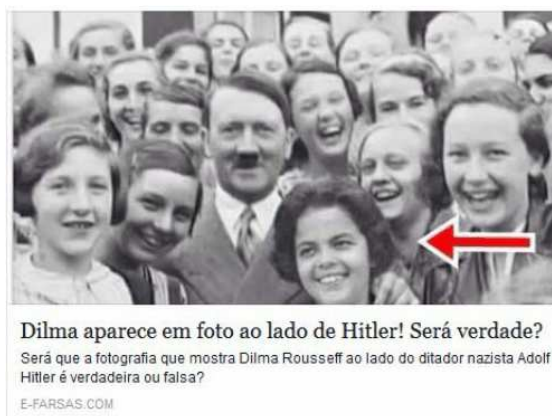 Dilma aparece em foto ao lado de Hitler! Será verdade?
Será que a fotografia que mostra Dilma Rousseff ao lado do ditador nazista Adolf
Hitler é verdadeira ou falsa?
E-FARSAS.COM